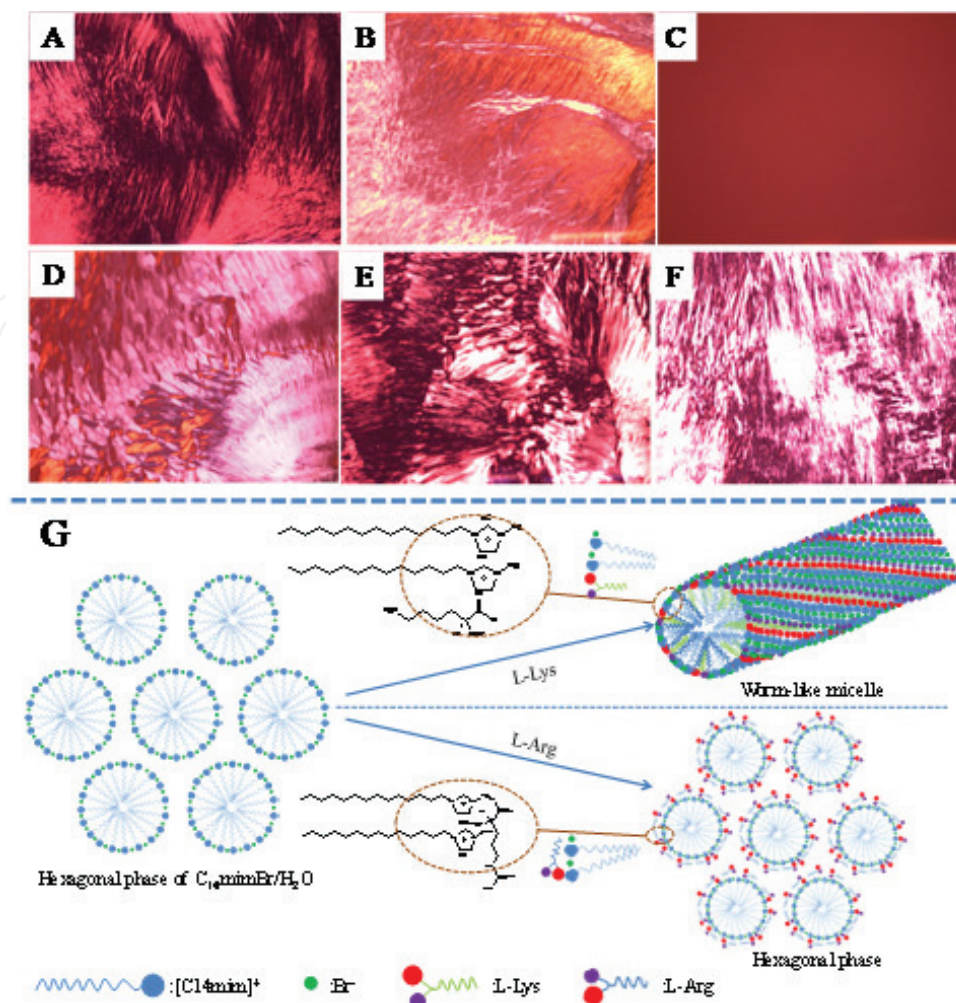 A
B
C
D
E
F
G
L-Lys
Worm-like micelle
L-Arg
Hexagonal phase of C₁₄mimBr/H₂O
Hexagonal phase
:[C14mim]⁺
:Br⁻
:L-Lys
:L-Arg